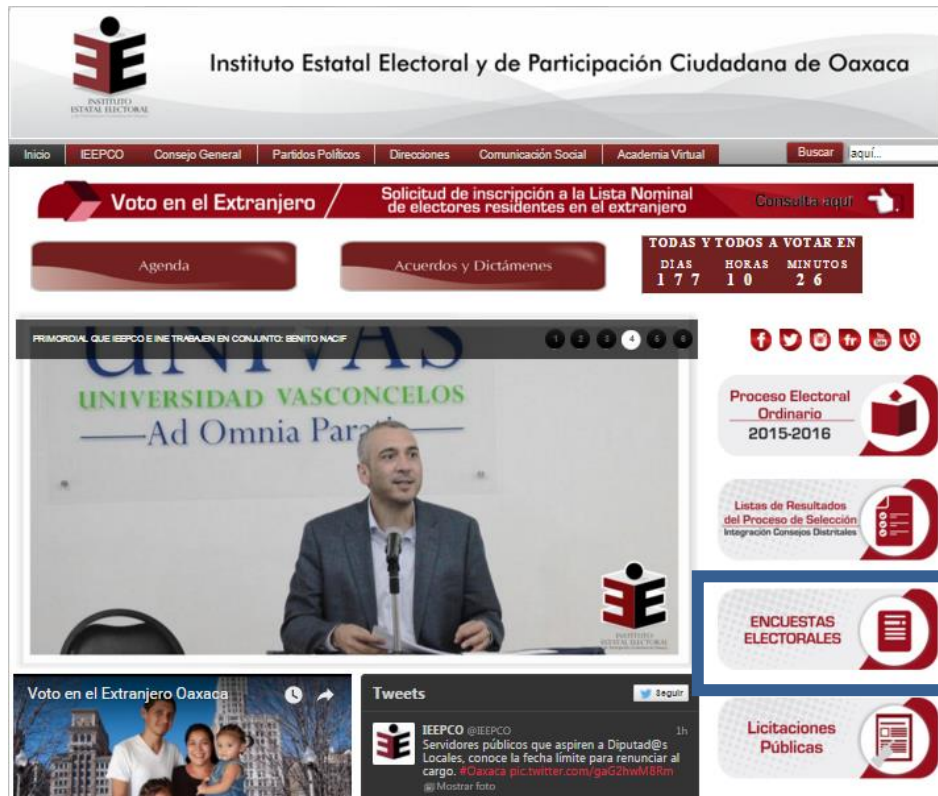 INSTITUTO
ESTATAL ELECTORAL
Instituto Estatal Electoral y de Participación Ciudadana de Oaxaca
Inicio
IEEPCO
Consejo General
Partidos Políticos
Direcciones
Comunicación Social
Academia Virtual
Buscar
aquí...
Voto en el Extranjero
Solicitud de inscripción a la Lista Nominal
de electores residentes en el extranjero
Consulta aquí
Agenda
Acuerdos y Dictámenes
TODAS Y TODOS A VOTAR EN
DÍAS HORAS MINUTOS
177 10 26
PRIMORDIAL QUE IEEPCO E INE TRABAJEN EN CONJUNTO: BENITO NACIF
1 2 3 4 5 6
UNIVAS
UNIVERSIDAD VASCONCELOS
Ad Omnia
INSTITUTO
ESTATAL ELECTORAL
Proceso Electoral
Ordinario
2015-2016
Listas de Resultados
del Proceso de Selección
Integración Consejos Distritales
ENCUESTAS
ELECTORALES
Licitaciones
Públicas
Voto en el Extranjero Oaxaca
Tweets
Seguir
IEEPCO @IEEPCO 1h
Servidores públicos que aspiren a Diputad@s
Locales, conoce la fecha límite para renunciar al
cargo. #Oaxaca pic.twitter.com/gaG2hwM8Rm
Mostrar foto